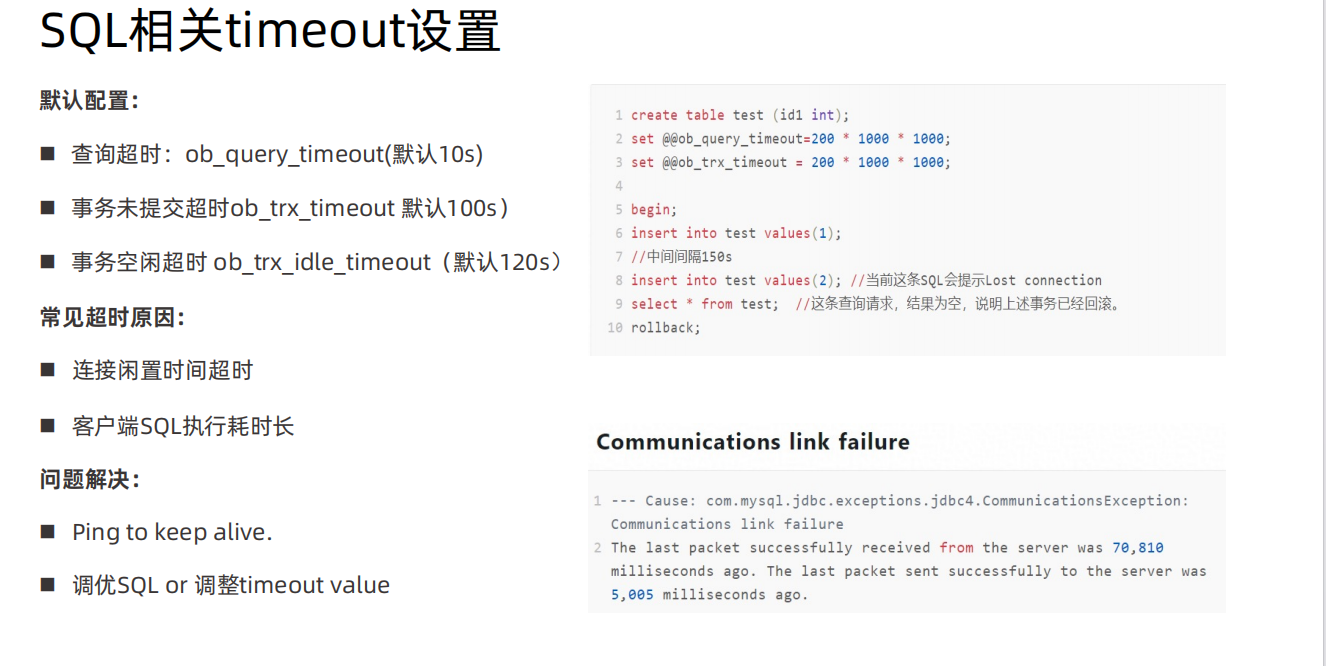 SQL相关timeout设置
默认配置：
■ 查询超时：ob_query_timeout(默认10s)
■ 事务未提交超时ob_trx_timeout 默认100s）
■ 事务空闲超时 ob_trx_idle_timeout（默认120s）
常见超时原因：
■ 连接闲置时间超时
■ 客户端SQL执行耗时长
问题解决：
■ Ping to keep alive.
■ 调优SQL or 调整timeout value
1 create table test (id1 int);
2 set @@ob_query_timeout=200 * 1000 * 1000;
3 set @@ob_trx_timeout = 200 * 1000 * 1000;
4
5 begin;
6 insert into test values(1);
7 //中间间隔150s
8 insert into test values(2); //当前这条SQL会提示Lost connection
9 select * from test; //这条查询请求，结果为空，说明上述事务已经回滚。
10 rollback;
Communications link failure
1 --- Cause: com.mysql.jdbc.exceptions.jdbc4.CommunicationsException:
Communications link failure
2 The last packet successfully received from the server was 70,810
milliseconds ago. The last packet sent successfully to the server was
5,005 milliseconds ago.